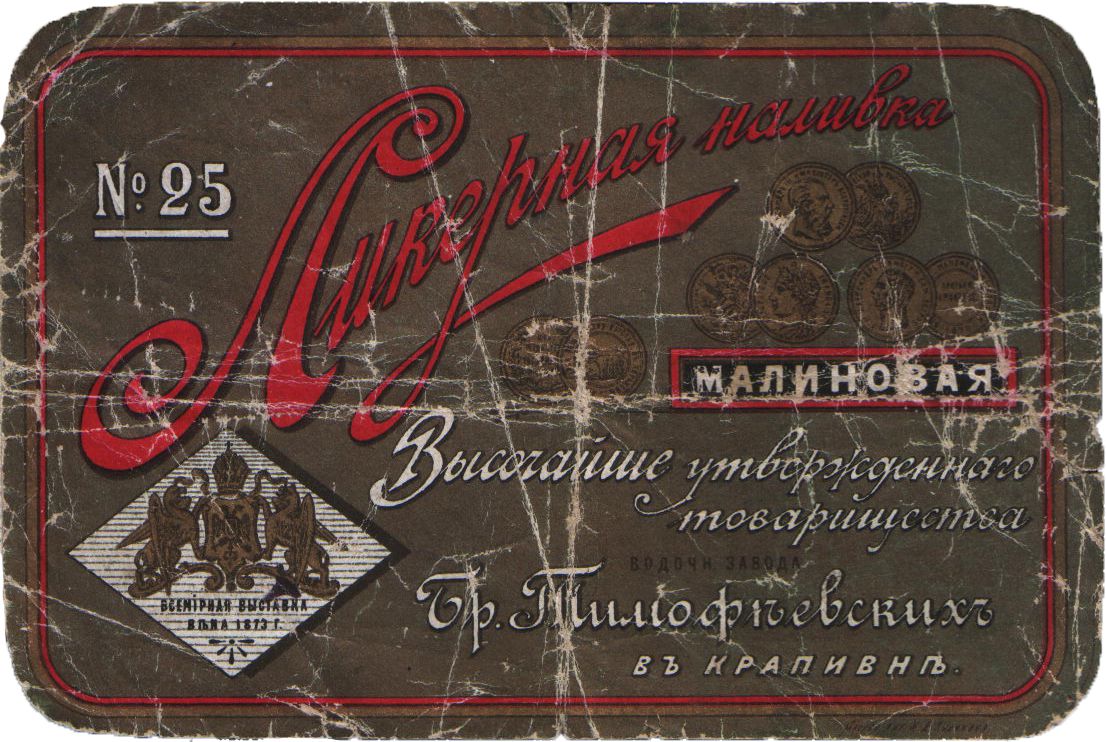 № 25
Ликерная наливка
МАЛИНОВАЯ
Высочайше утвержденнаго
товарищества
ВОДОЧН ЗАВОДА
Бр. Тимофѣевскихъ
ВЪ КРАПИВНѢ.
ВСЕМІРНАЯ ВЫСТАВКА
ВѢНА 1873 Г.